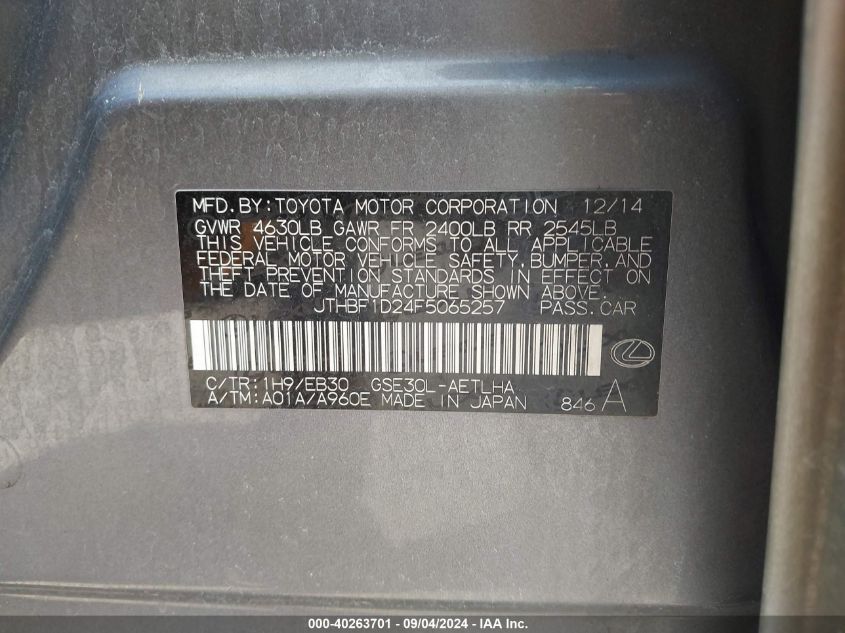 MFD.BY:TOYOTA MOTOR CORPORATION 12/14
GVWR 4630LB GAWR FR 2400LB RR 2545LB
THIS VEHICLE CONFORMS TO ALL APPLICABLE
FEDERAL MOTOR VEHICLE SAFETY,BUMPER,AND
THEFT PREVENTION STANDARDS IN EFFECT ON
THE DATE OF MANUFACTURE SHOWN ABOVE.
JTHBF1D24F5065257 PASS.CAR
C/TR:1H9/EB30 GSE30L-AETLHA
A/TM:A01A/A960E MADE IN JAPAN 846 A
000-40263701 - 09/04/2024 - IAA Inc.